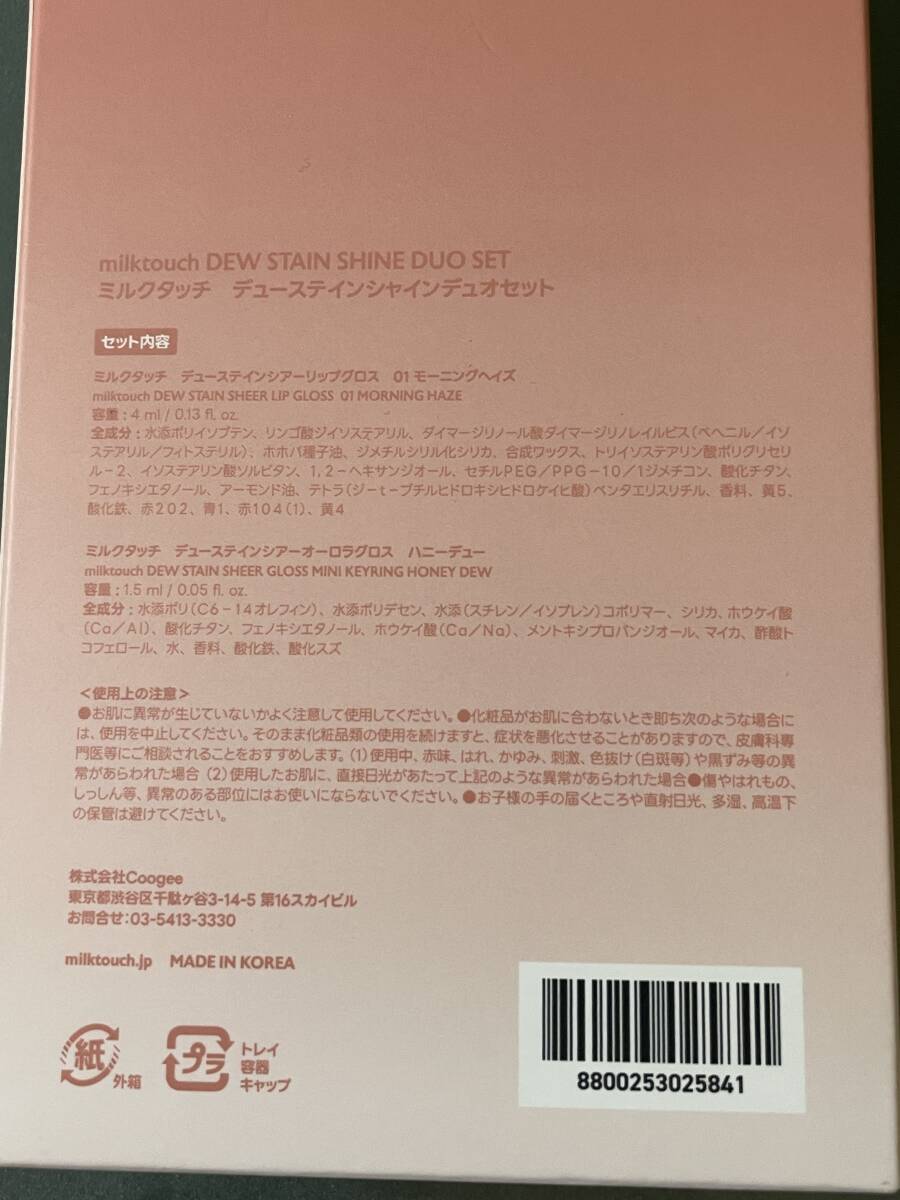 milktouch DEW STAIN SHINE DUO SET
ミルクタッチ　デューステインシャインデュオセット
セット内容
ミルクタッチ　デューステインシアーリップグロス　01 モーニングヘイズ
milktouch DEW STAIN SHEER LIP GLOSS 01 MORNING HAZE
容量：4 ml / 0.13 fl. oz.
全成分：水添ポリイソブテン、リンゴ酸ジイソステアリル、ダイマージリノール酸ダイマージリノレイルビス（ベヘニル／イソ
ステアリル／フィトステリル）、ホホバ種子油、ジメチルシリル化シリカ、合成ワックス、トリイソステアリン酸ポリグリセリ
ル－2、イソステアリン酸ソルビタン、1，2－ヘキサンジオール、セチルPEG／PPG－10／1ジメチコン、酸化チタン、
フェノキシエタノール、アーモンド油、テトラ（ジ－t－ブチルヒドロキシヒドロケイヒ酸）ペンタエリスリチル、香料、黄5、
酸化鉄、赤202、青1、赤104（1）、黄4
ミルクタッチ　デューステインシアーオーロラグロス　ハニーデュー
milktouch DEW STAIN SHEER GLOSS MINI KEYRING HONEY DEW
容量：1.5 ml / 0.05 fl. oz.
全成分：水添ポリ（C6－14オレフィン）、水添ポリデセン、水添（スチレン／イソプレン）コポリマー、シリカ、ホウケイ酸
（Ca／Al）、酸化チタン、フェノキシエタノール、ホウケイ酸（Ca／Na）、メントキシプロパンジオール、マイカ、酢酸ト
コフェロール、水、香料、酸化鉄、酸化スズ
＜使用上の注意＞
●お肌に異常が生じていないかよく注意して使用してください。●化粧品がお肌に合わないとき即ち次のような場合に
は、使用を中止してください。そのまま化粧品類の使用を続けますと、症状を悪化させることがありますので、皮膚科専
門医等にご相談されることをおすすめします。（1）使用中、赤味、はれ、かゆみ、刺激、色抜け（白斑等）や黒ずみ等の異
常があらわれた場合（2）使用したお肌に、直接日光があたって上記のような異常があらわれた場合●傷やはれもの、
しっしん等、異常のある部位にはお使いにならないでください。●お子様の手の届くところや直射日光、多湿、高温下
の保管は避けてください。
株式会社Coogee
東京都渋谷区千駄ヶ谷3-14-5 第16スカイビル
お問合せ：03-5413-3330
milktouch.jp　MADE IN KOREA
紙 外箱
プラ トレイ
容器
キャップ
8800253025841